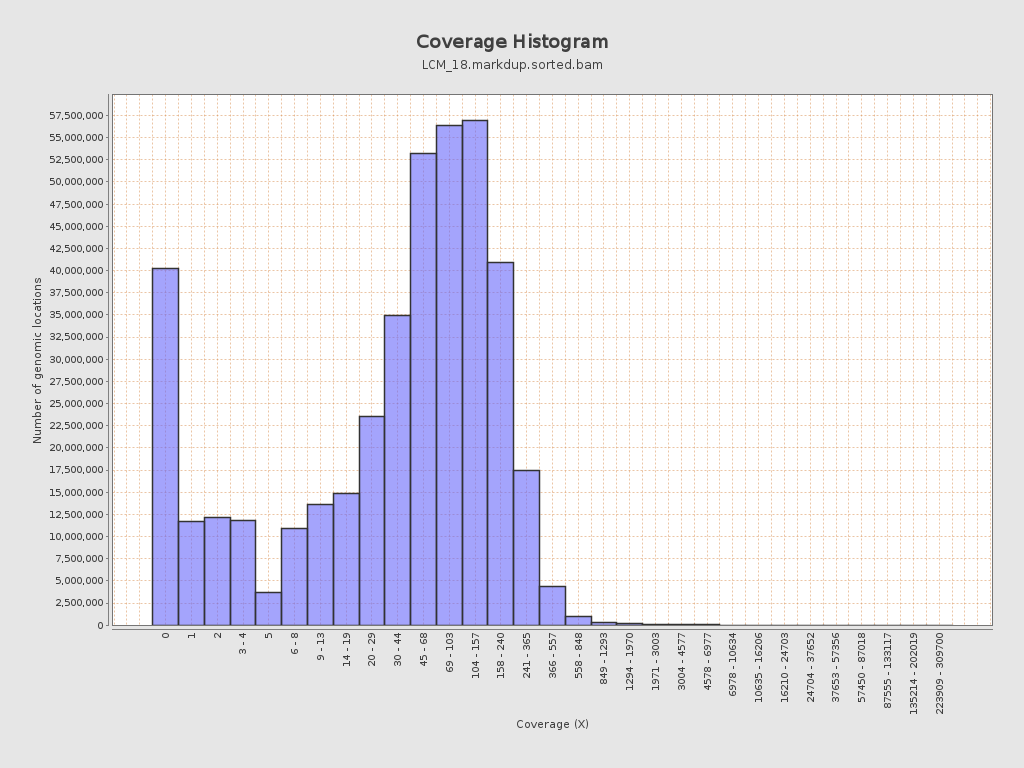 Coverage Histogram
LCM_18.markdup.sorted.bam
Number of genomic locations
57,500,000
55,000,000
52,500,000
50,000,000
47,500,000
45,000,000
42,500,000
40,000,000
37,500,000
35,000,000
32,500,000
30,000,000
27,500,000
25,000,000
22,500,000
20,000,000
17,500,000
15,000,000
12,500,000
10,000,000
7,500,000
5,000,000
2,500,000
0
0
1
2
3 - 4
5
6 - 8
9 - 13
14 - 19
20 - 29
30 - 44
45 - 68
69 - 103
104 - 157
158 - 240
241 - 365
366 - 557
558 - 848
849 - 1293
1294 - 1970
1971 - 3003
3004 - 4577
4578 - 6977
6978 - 10634
10635 - 16206
16210 - 24703
24704 - 37652
37653 - 57356
57450 - 87018
87555 - 133117
135214 - 202019
223909 - 309700
Coverage (X)